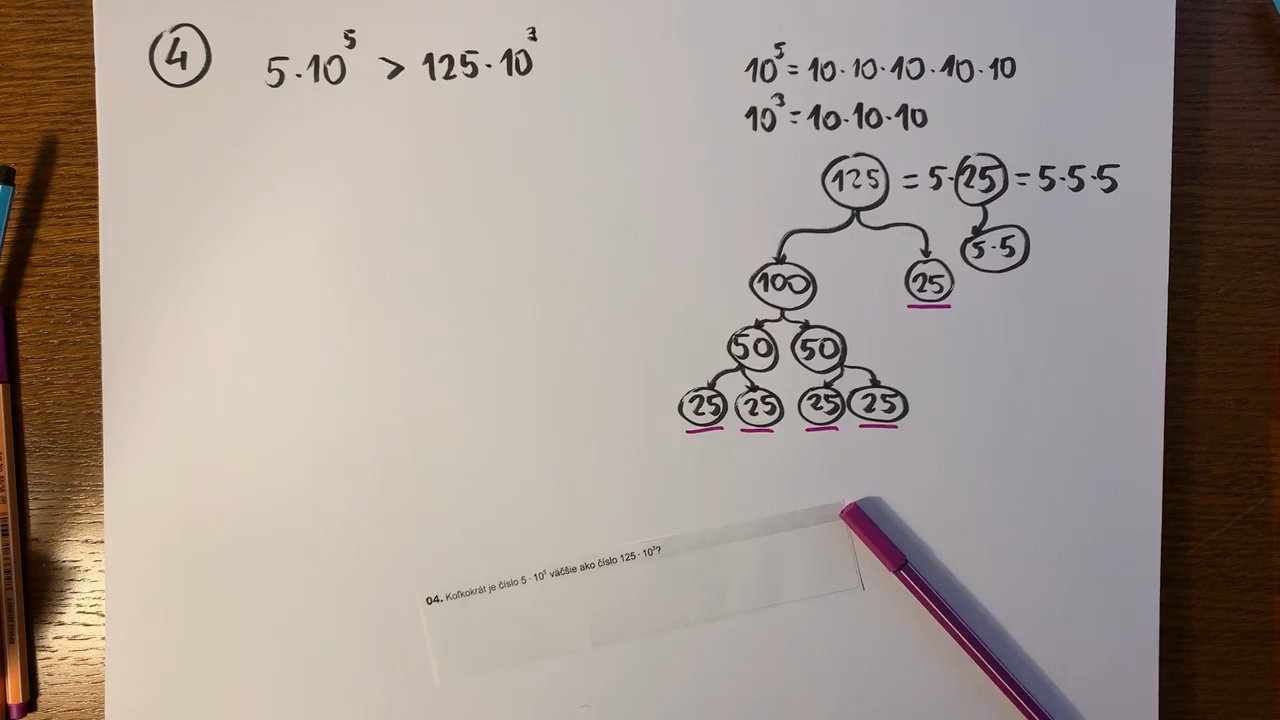 4 5·10⁵ > 125·10³
10⁵=10·10·10·10·10
10³=10·10·10
125 = 5·25 = 5·5·5
5·5
100 25
50 50
25 25 25 25
04. Koľkokrát je číslo 5 · 10⁵ väčšie ako číslo 125 · 10³?